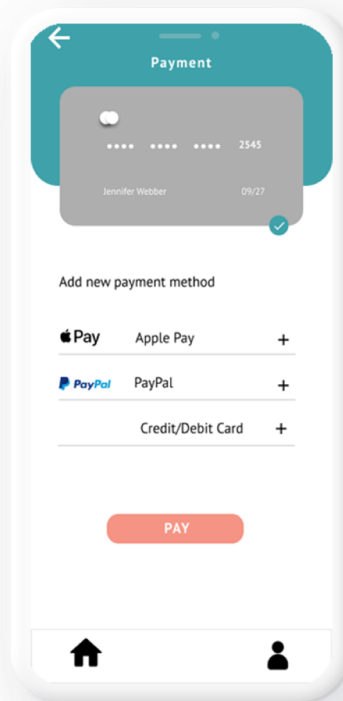 Payment
•••• •••• •••• 2545
Jennifer Webber 09/27
Add new payment method
Pay Apple Pay +
PayPal PayPal +
Credit/Debit Card +
PAY